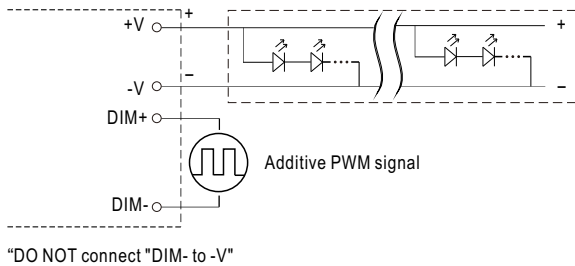 +V + +
-V – –
DIM+
Additive PWM signal
DIM-
“DO NOT connect "DIM- to -V"